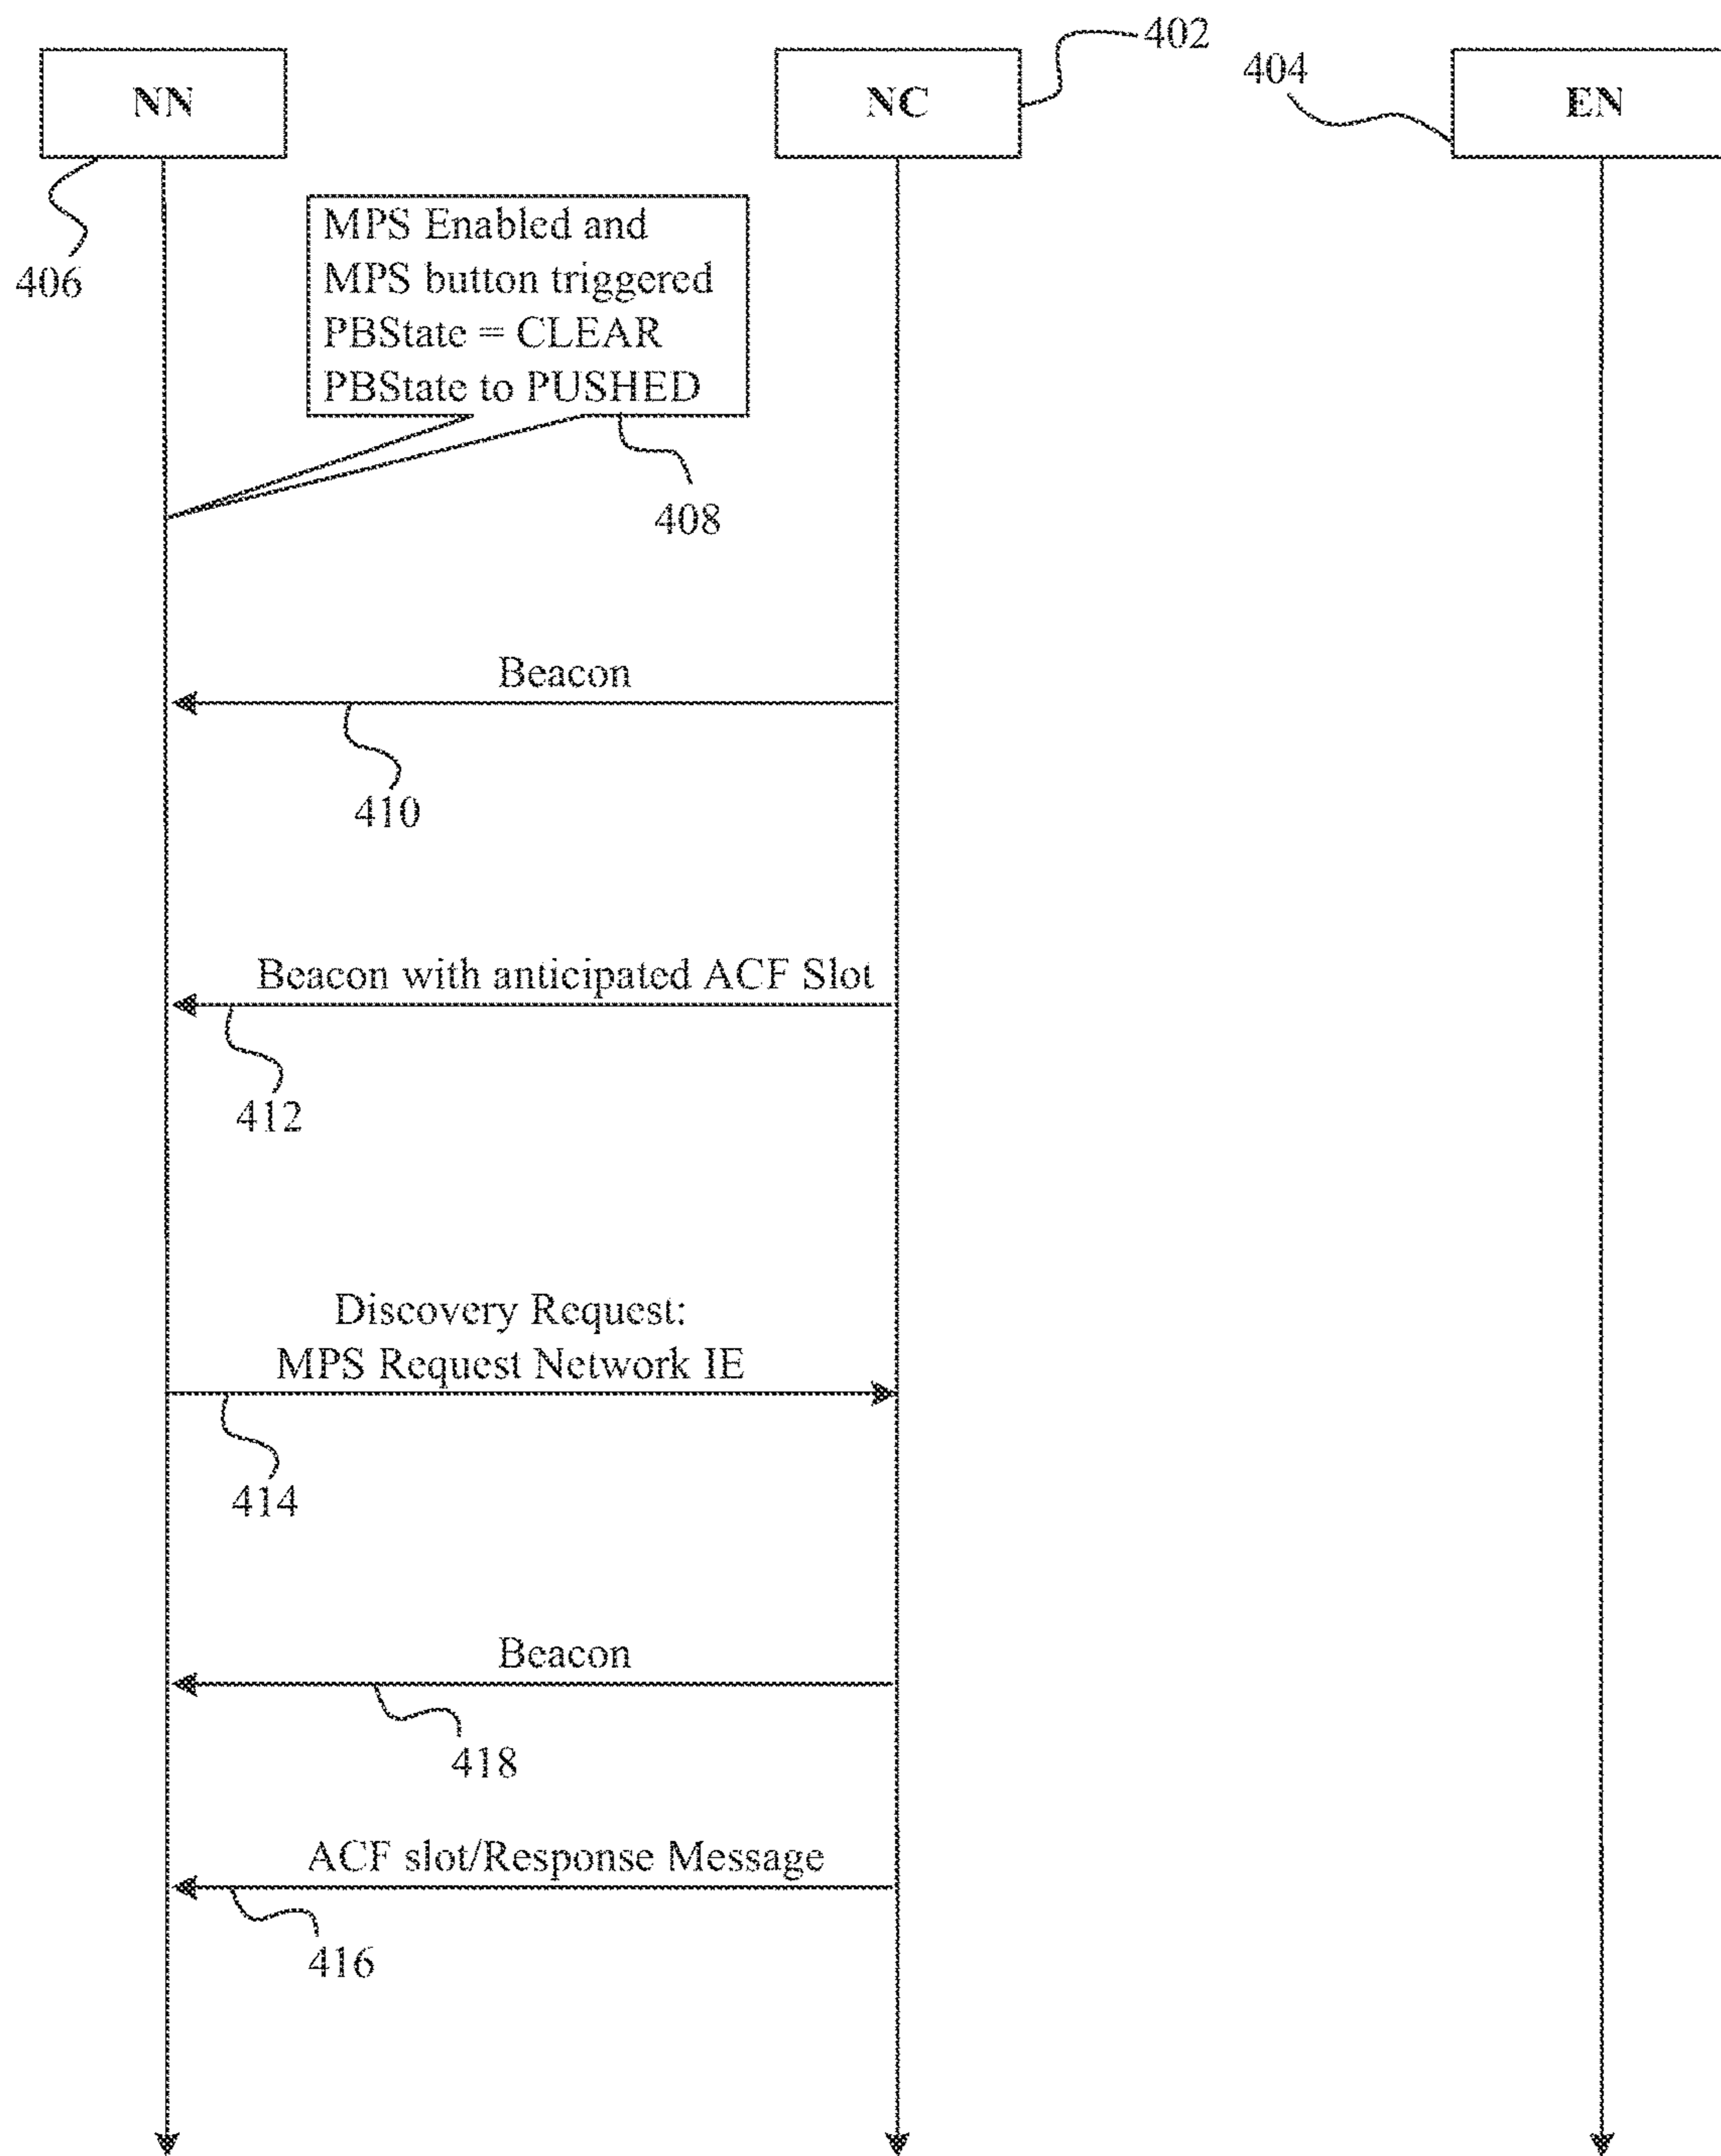 402
404
NN
NC
EN
406
MPS Enabled and
MPS button triggered
PBState = CLEAR
PBState to PUSHED
408
Beacon
410
Beacon with anticipated ACF Slot
412
Discovery Request:
MPS Request Network IE
414
Beacon
418
ACF slot/Response Message
416